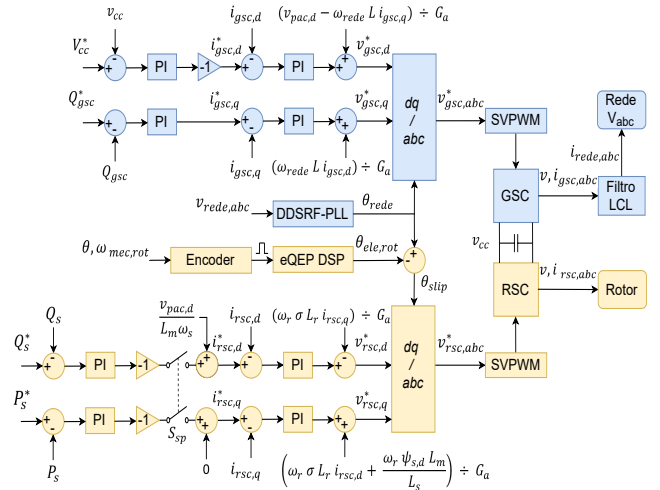 v_cc
i_gsc,d
(v_pac,d − ω_rede L i_gsc,q) ÷ G_a
V*_cc
+
-
PI
-1
i*_gsc,d
+
-
PI
+
+
v*_gsc,d
Q*_gsc
+
-
PI
i*_gsc,q
+
-
PI
+
+
v*_gsc,q
dq
/
abc
v*_gsc,abc
SVPWM
Rede
V_abc
Q_gsc
i_gsc,q
(ω_rede L i_gsc,d) ÷ G_a
i_rede,abc
GSC
v, i_gsc,abc
Filtro
LCL
v_rede,abc
DDSRF-PLL
θ_rede
v_cc
θ, ω_mec,rot
Encoder
eQEP DSP
θ_ele,rot
-
+
θ_slip
RSC
v, i_rsc,abc
Rotor
Q_s
v_pac,d
L_m ω_s
i_rsc,d
(ω_r σ L_r i_rsc,q) ÷ G_a
Q*_s
+
-
PI
-1
+
+
i*_rsc,d
+
-
PI
+
-
v*_rsc,d
dq
/
abc
v*_rsc,abc
SVPWM
P*_s
+
-
PI
-1
S_sp
+
+
i*_rsc,q
+
-
PI
+
+
v*_rsc,q
P_s
0
i_rsc,q
(ω_r σ L_r i_rsc,d + ω_r ψ_s,d L_m / L_s) ÷ G_a